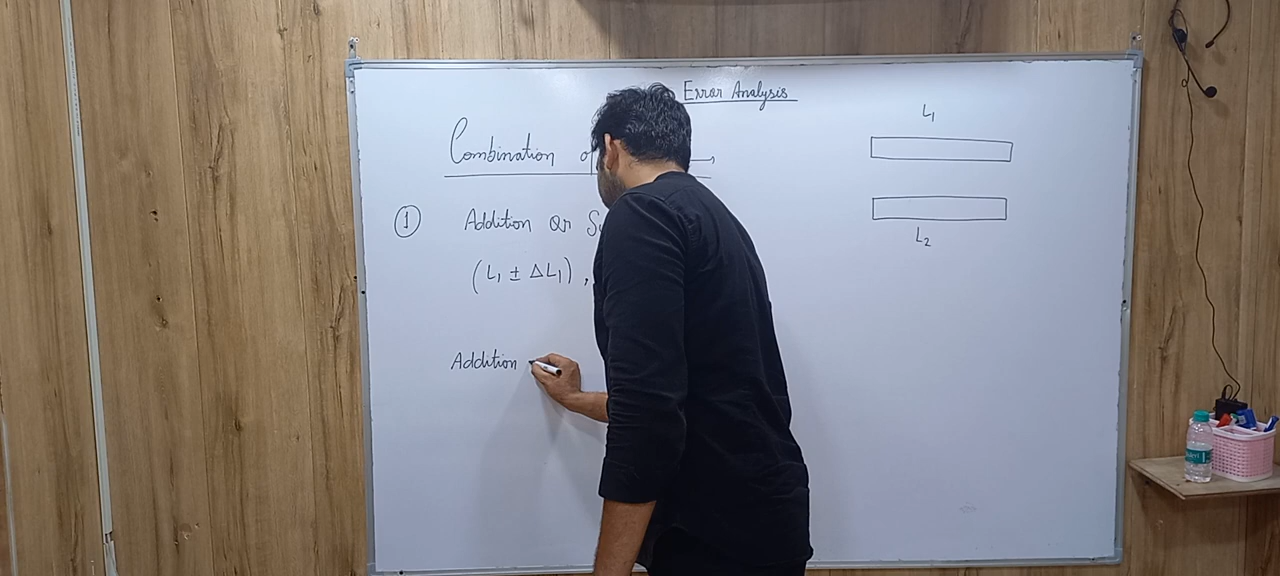 Error Analysis
Combination
① Addition Or
(L₁ ± ΔL₁) ,
Addition
L₁
L₂